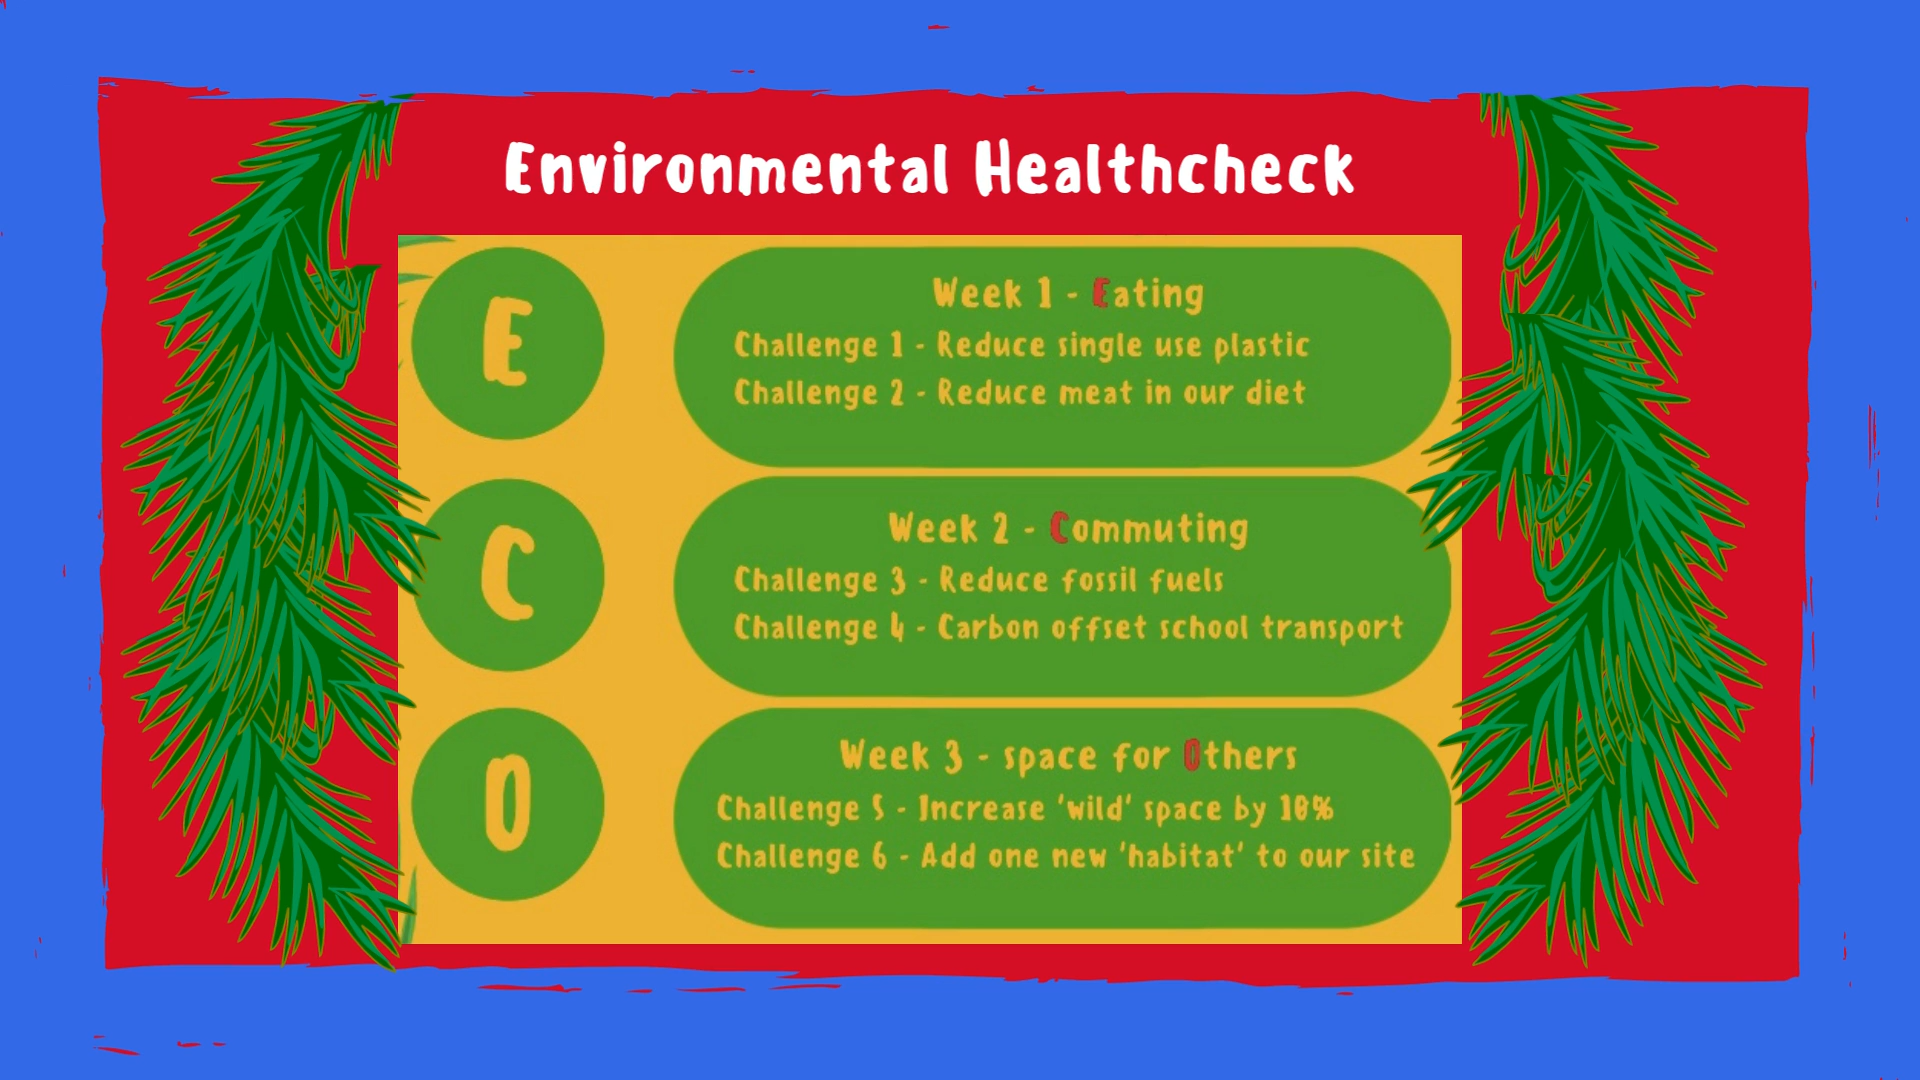 Environmental Healthcheck
E
Week 1 - Eating
Challenge 1 - Reduce single use plastic
Challenge 2 - Reduce meat in our diet
C
Week 2 - Commuting
Challenge 3 - Reduce fossil fuels
Challenge 4 - Carbon offset school transport
O
Week 3 - space for Others
Challenge 5 - Increase 'wild' space by 10%
Challenge 6 - Add one new 'habitat' to our site